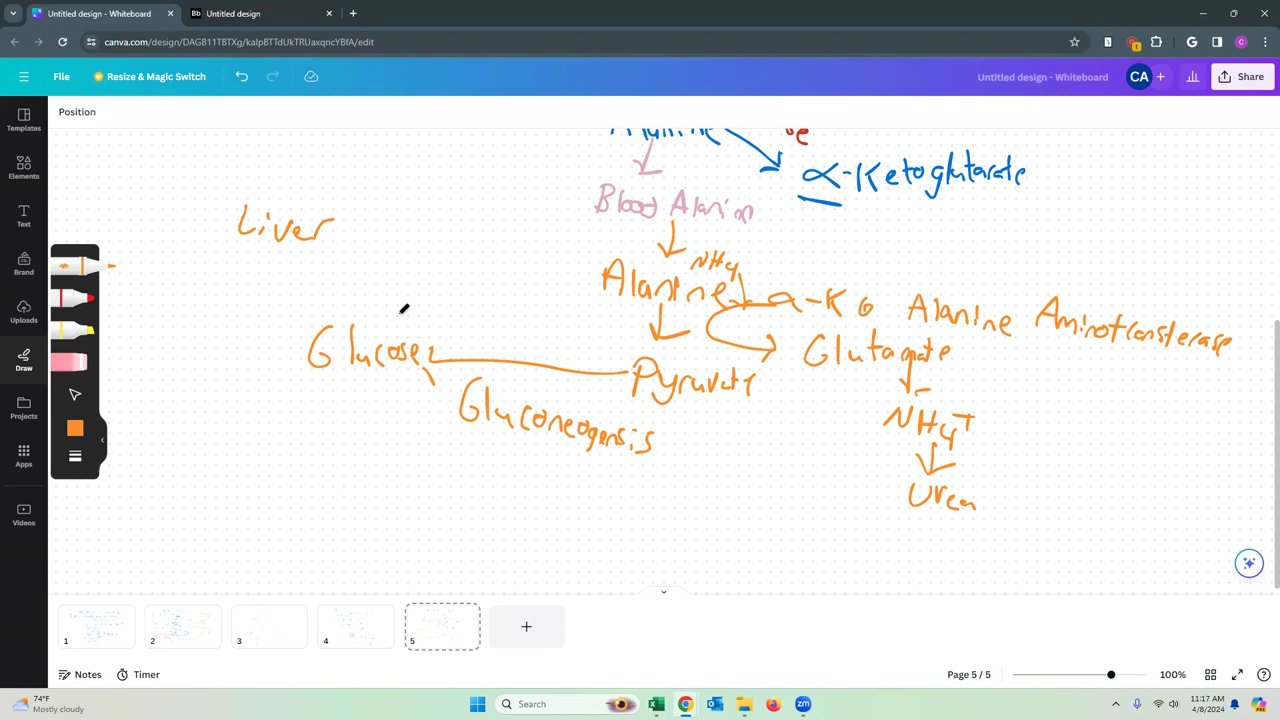 Untitled design - Whiteboard
Untitled design
canva.com/design/DAGB11TBTXg/kaIpBTTdUkTRUaxqncYBfA/edit
File
Resize & Magic Switch
Untitled design - Whiteboard
CA
Share
Position
Templates
Elements
Text
Brand
Uploads
Draw
Projects
Apps
Videos
α-Ketoglutarate
Blood Alanin
Liver
NH4
Alanine
α-KG
Alanine Aminotransferase
Glucose
Pyruvate
Glutamate
Gluconeogensis
NH4+
Urea
1
2
3
4
5
Notes
Timer
Page 5 / 5
100%
74°F
Mostly cloudy
Search
11:17 AM
4/8/2024